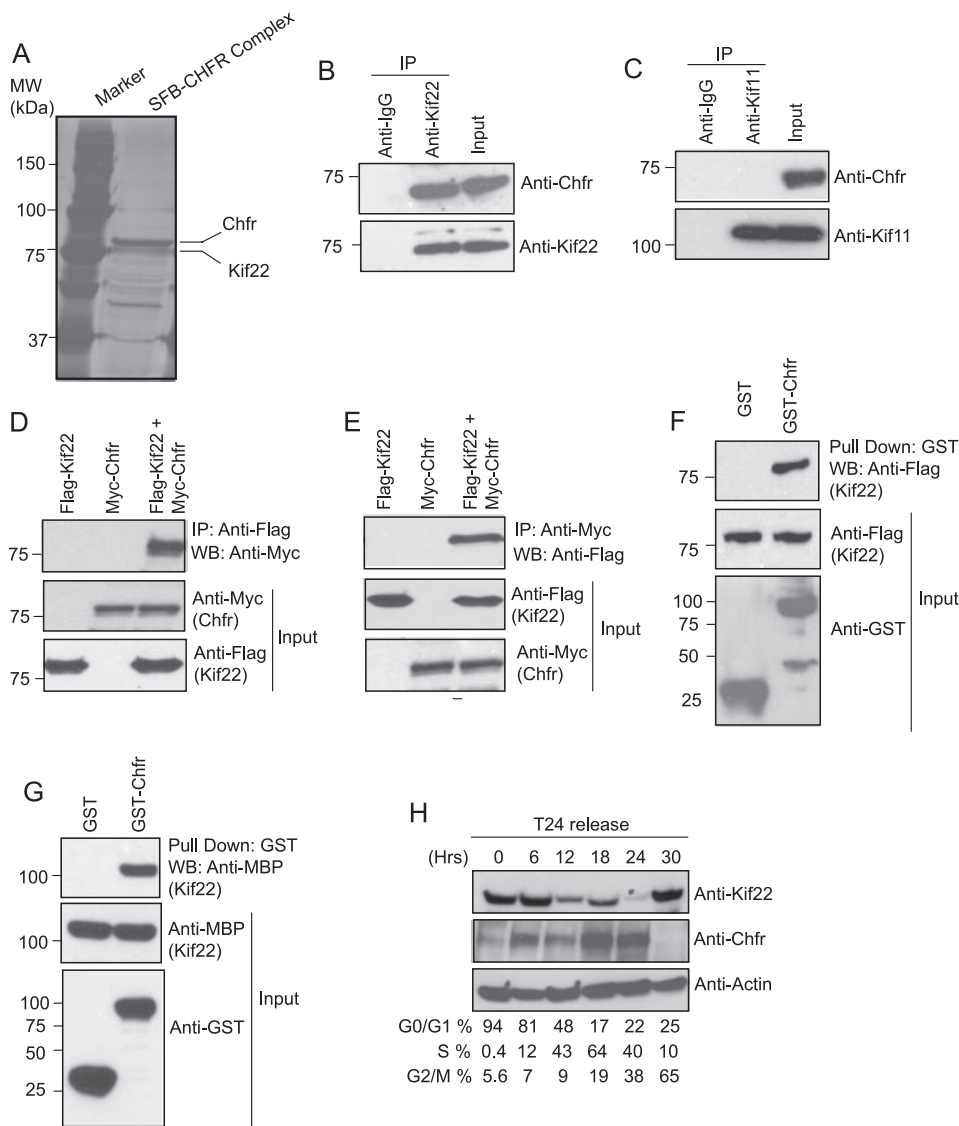 A
MW
(kDa)
Marker
SFB-CHFR Complex
150
100
75
37
Chfr
Kif22
B
IP
Anti-IgG
Anti-Kif22
Input
75
Anti-Chfr
75
Anti-Kif22
C
IP
Anti-IgG
Anti-Kif11
Input
75
Anti-Chfr
100
Anti-Kif11
D
Flag-Kif22
Myc-Chfr
Flag-Kif22 +
Myc-Chfr
75
IP: Anti-Flag
WB: Anti-Myc
75
Anti-Myc
(Chfr)
75
Anti-Flag
(Kif22)
Input
E
Flag-Kif22
Myc-Chfr
Flag-Kif22 +
Myc-Chfr
IP: Anti-Myc
WB: Anti-Flag
Anti-Flag
(Kif22)
Anti-Myc
(Chfr)
Input
F
GST
GST-Chfr
75
Pull Down: GST
WB: Anti-Flag
(Kif22)
75
Anti-Flag
(Kif22)
100
75
50
25
Anti-GST
Input
G
GST
GST-Chfr
100
Pull Down: GST
WB: Anti-MBP
(Kif22)
100
Anti-MBP
(Kif22)
100
75
50
25
Anti-GST
Input
H
T24 release
(Hrs) 0 6 12 18 24 30
Anti-Kif22
Anti-Chfr
Anti-Actin
G0/G1 % 94 81 48 17 22 25
S % 0.4 12 43 64 40 10
G2/M % 5.6 7 9 19 38 65